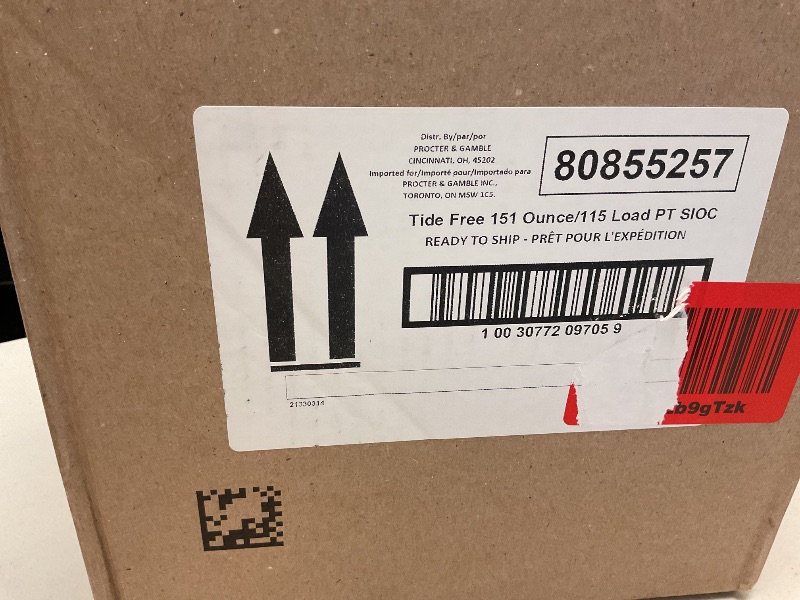 Distr. By/par/por
PROCTER & GAMBLE
CINCINNATI, OH, 45202
Imported for/Importé pour/Importado para
PROCTER & GAMBLE INC.,
TORONTO, ON M5W 1C5.
80855257
Tide Free 151 Ounce/115 Load PT SIOC
READY TO SHIP - PRÊT POUR L'EXPÉDITION
1 00 30772 09705 9
21330314
b9gTzk